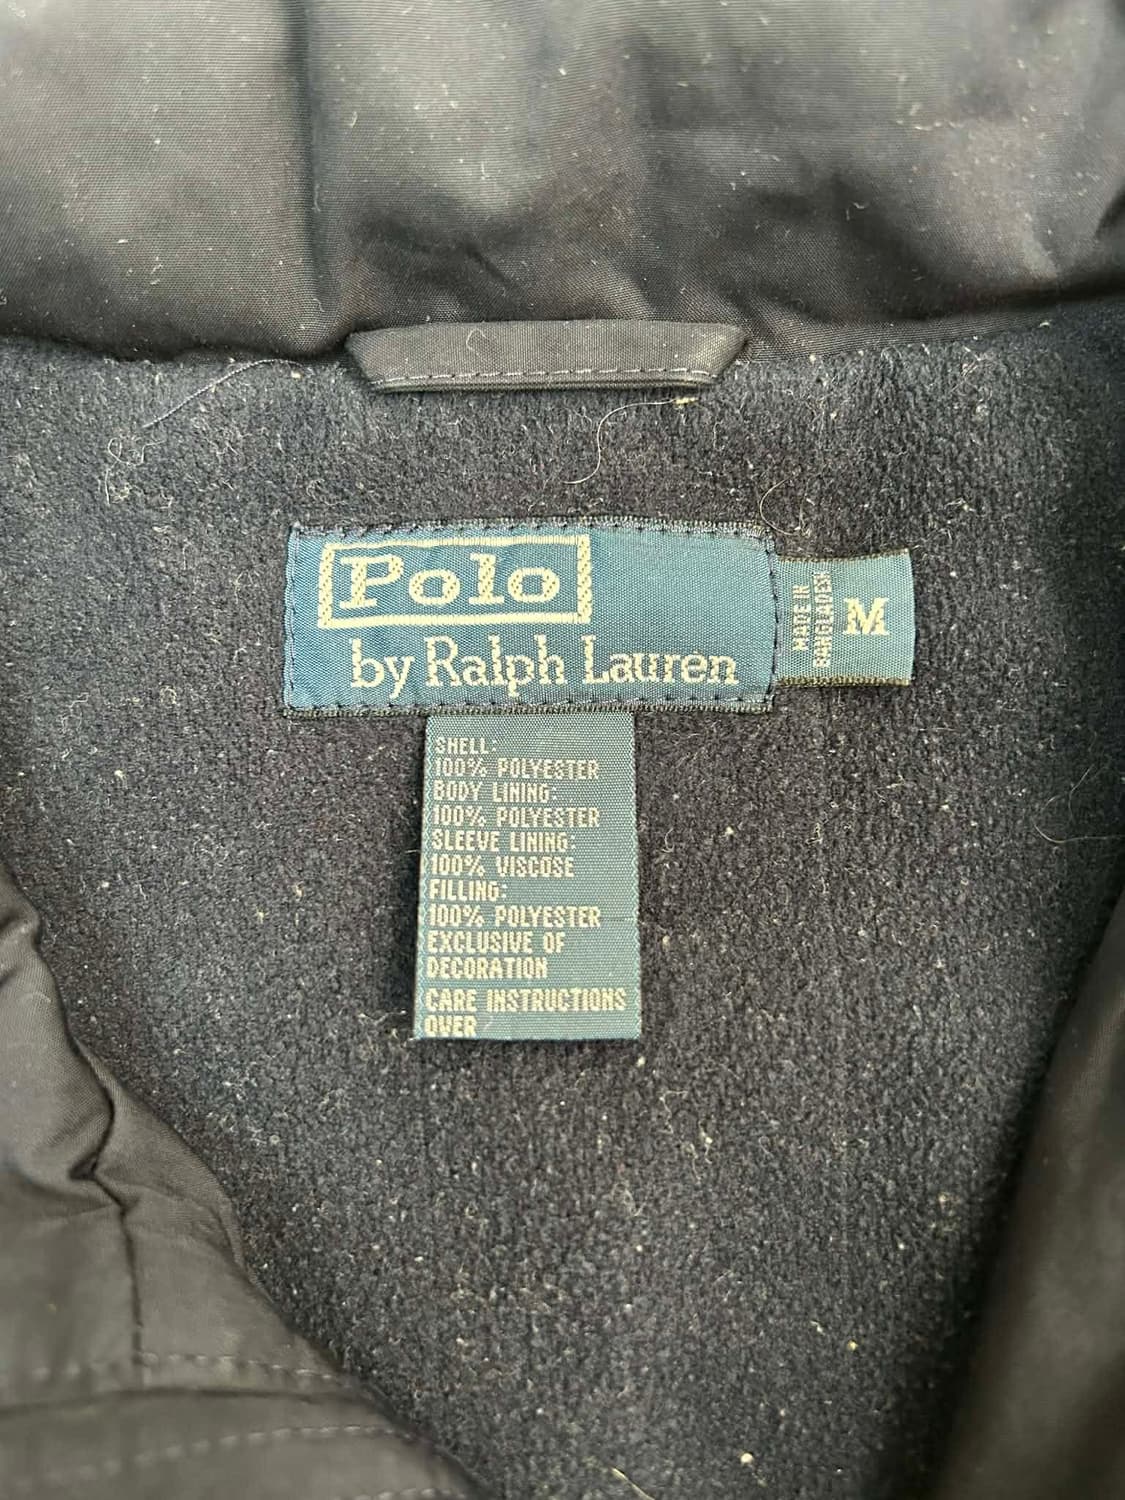 Polo
by Ralph Lauren
MADE IN
BANGLADESH
M
SHELL:
100% POLYESTER
BODY LINING:
100% POLYESTER
SLEEVE LINING:
100% VISCOSE
FILLING:
100% POLYESTER
EXCLUSIVE OF
DECORATION
CARE INSTRUCTIONS
OVER